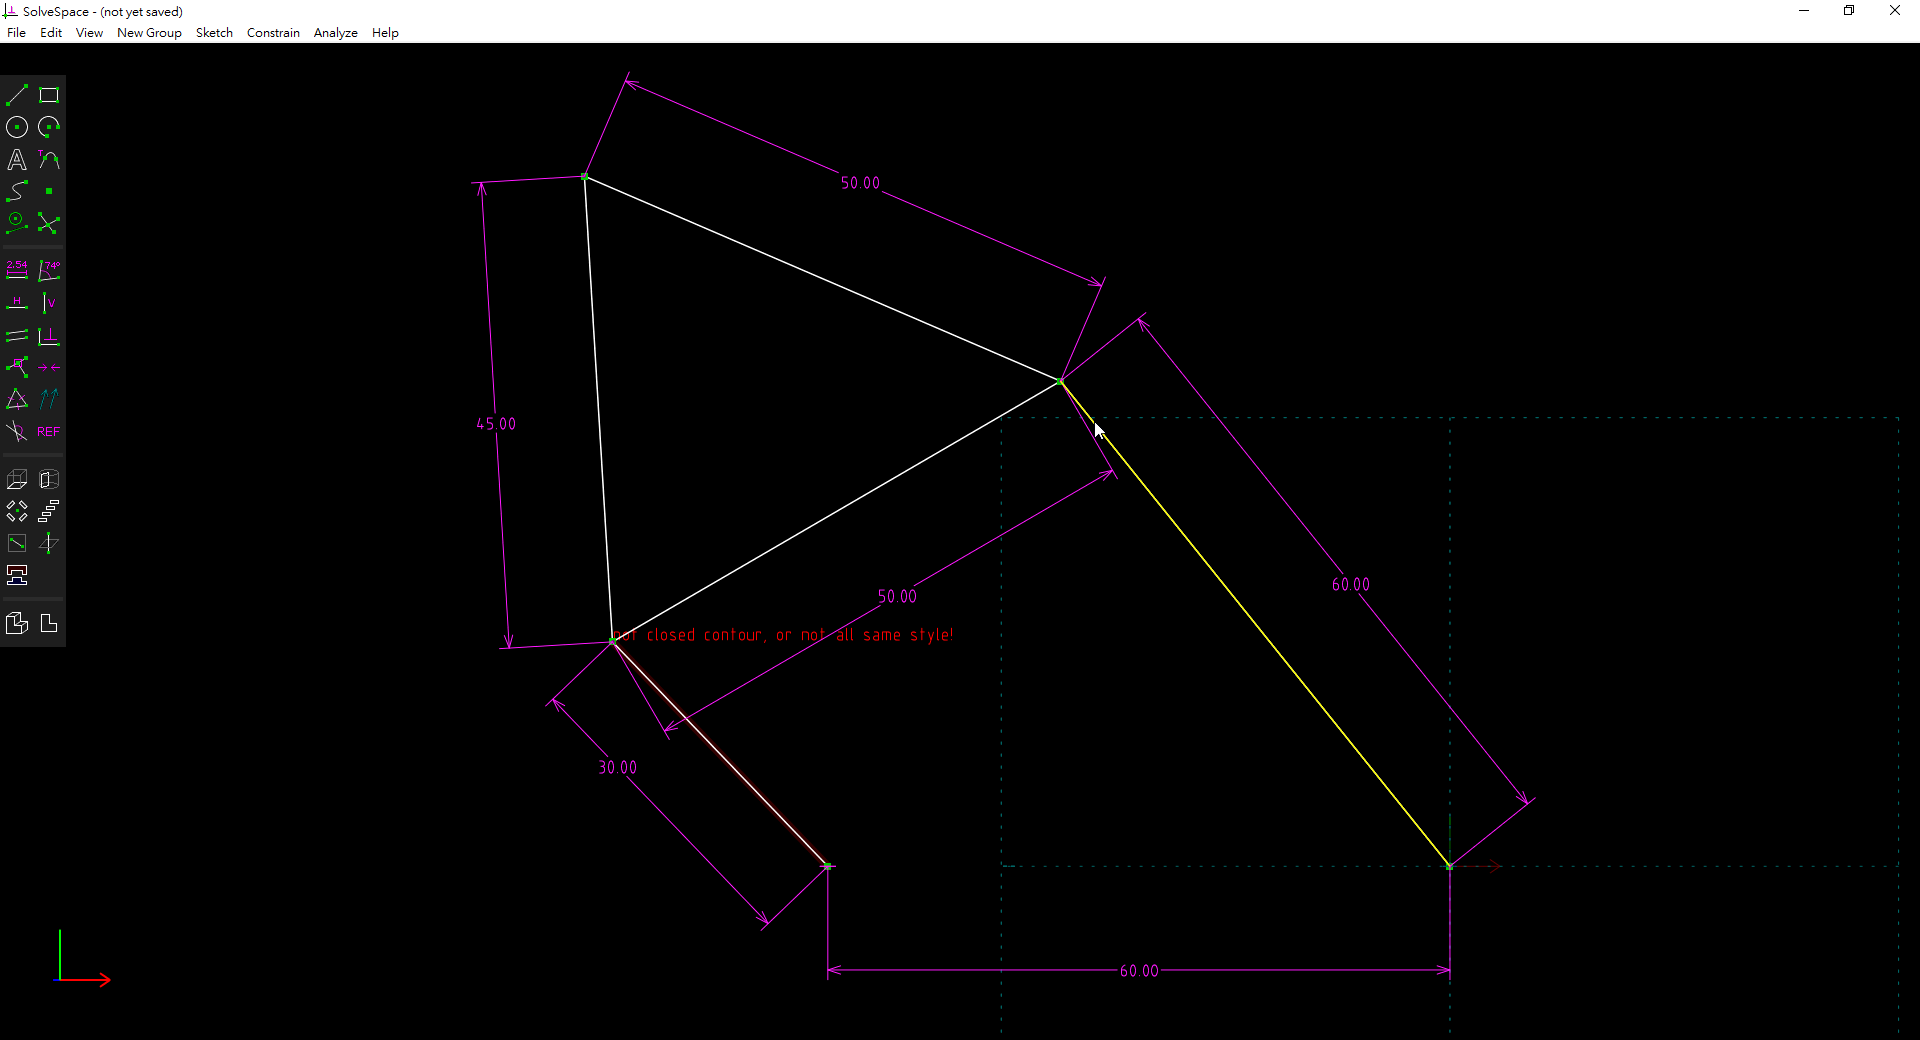 SolveSpace - (not yet saved)
File Edit View New Group Sketch Constrain Analyze Help
50.00
A
T
2.54 74°
H V
REF
45.00
60.00
50.00
not closed contour, or not all same style!
30.00
60.00